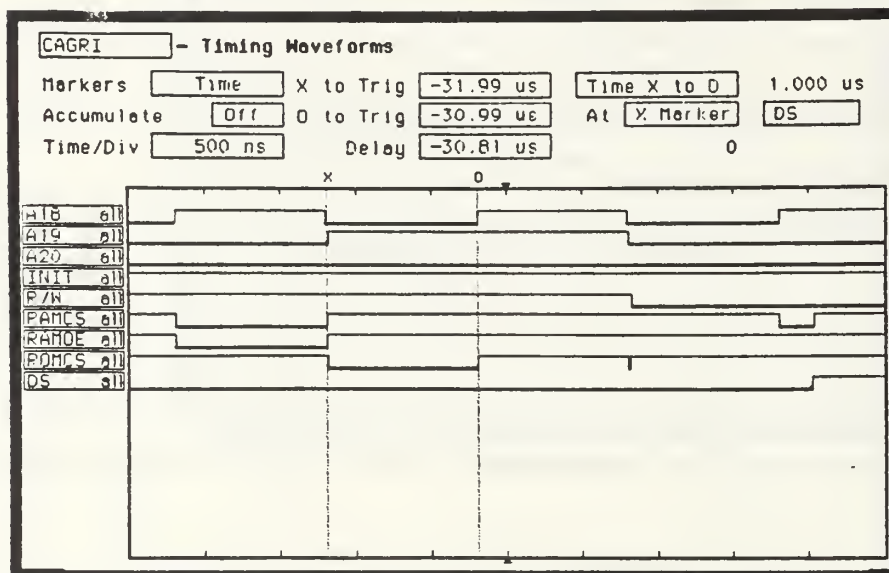 CAGRI - Timing Waveforms
Markers Time X to Trig -31.99 us Time X to O 1.000 us
Accumulate Off O to Trig -30.99 us At X Marker DS
Time/Div 500 ns Delay -30.81 us 0
X O
A18 all
A19 all
A20 all
INIT all
R/W all
RAMCS all
RAMOE all
ROMCS all
DS all